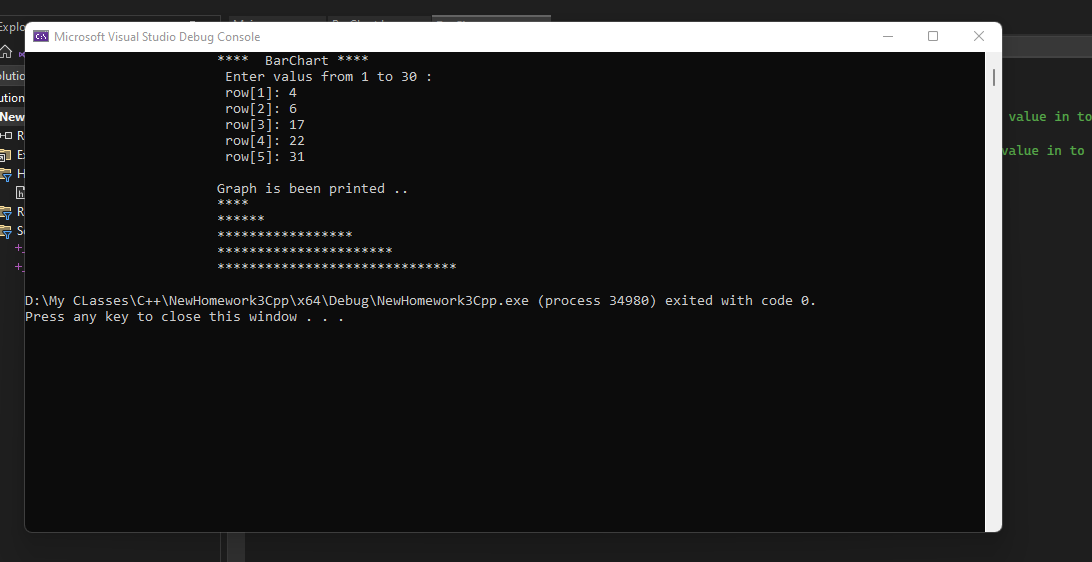 Microsoft Visual Studio Debug Console
**** BarChart ****
Enter valus from 1 to 30 :
row[1]: 4
row[2]: 6
row[3]: 17
row[4]: 22
row[5]: 31
Graph is been printed ..
****
******
*****************
**********************
******************************
D:\My CLasses\C++\NewHomework3Cpp\x64\Debug\NewHomework3Cpp.exe (process 34980) exited with code 0.
Press any key to close this window . . .
value in to
value in to
New